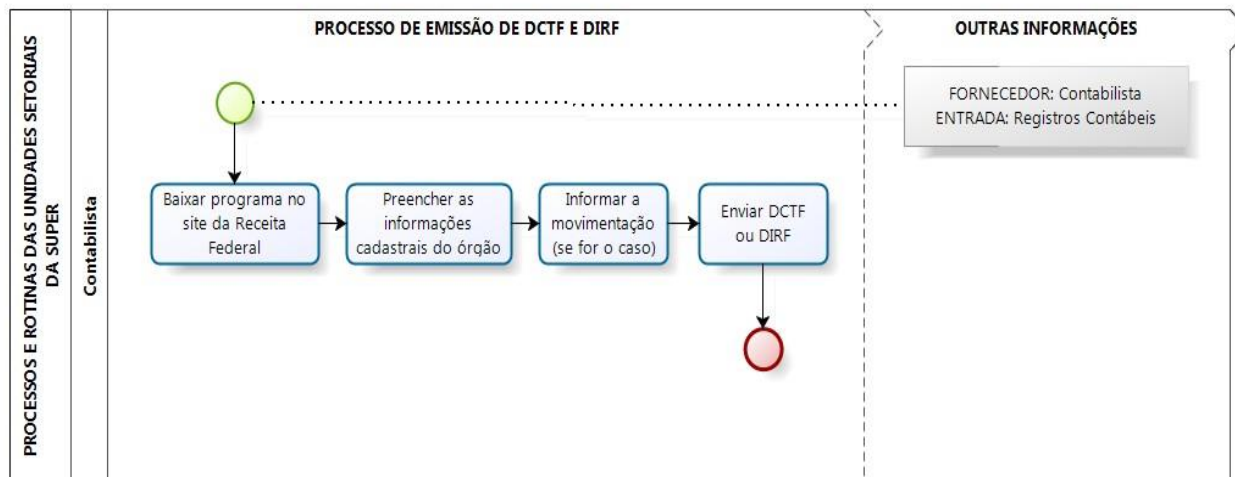 PROCESSOS E ROTINAS DAS UNIDADES SETORIAIS
DA SUPER
Contabilista
PROCESSO DE EMISSÃO DE DCTF E DIRF
OUTRAS INFORMAÇÕES
FORNECEDOR: Contabilista
ENTRADA: Registros Contábeis
Baixar programa no
site da Receita
Federal
Preencher as
informações
cadastrais do órgão
Informar a
movimentação
(se for o caso)
Enviar DCTF
ou DIRF